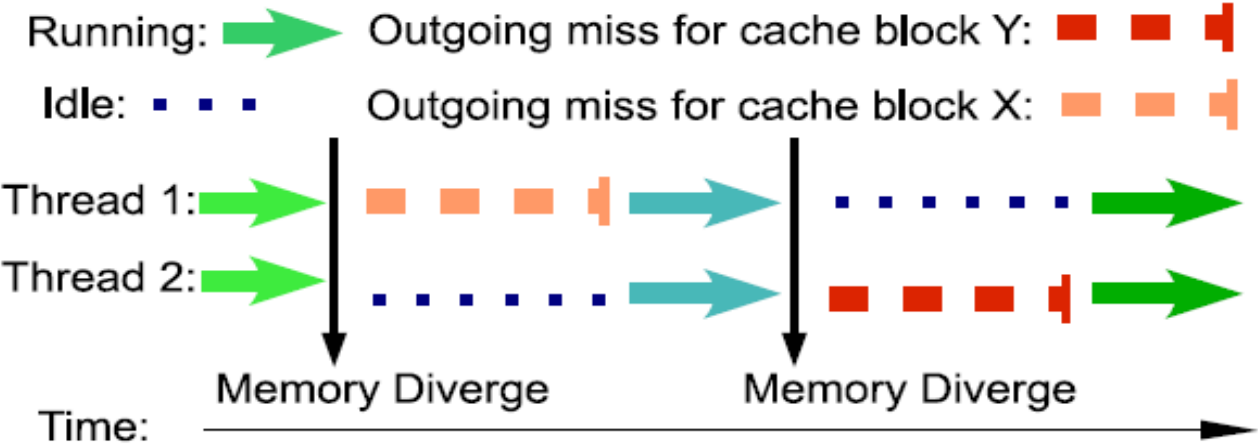 Running: Outgoing miss for cache block Y:
Idle: Outgoing miss for cache block X:
Thread 1:
Thread 2:
Memory Diverge Memory Diverge
Time: